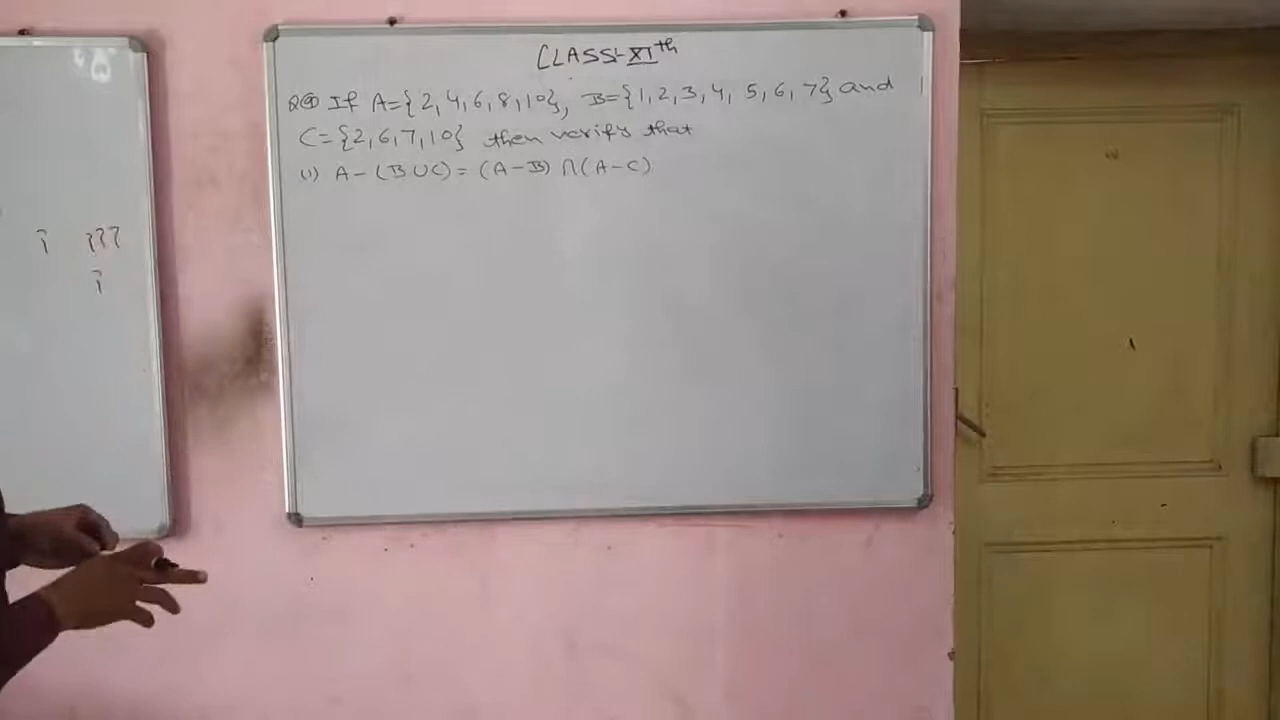 CLASS-XIth
If A={2,4,6,8,10}, B={1,2,3,4, 5,6,7} and
C={2,6,7,10} then verify that
(i) A-(B∪C)=(A-B)∩(A-C)